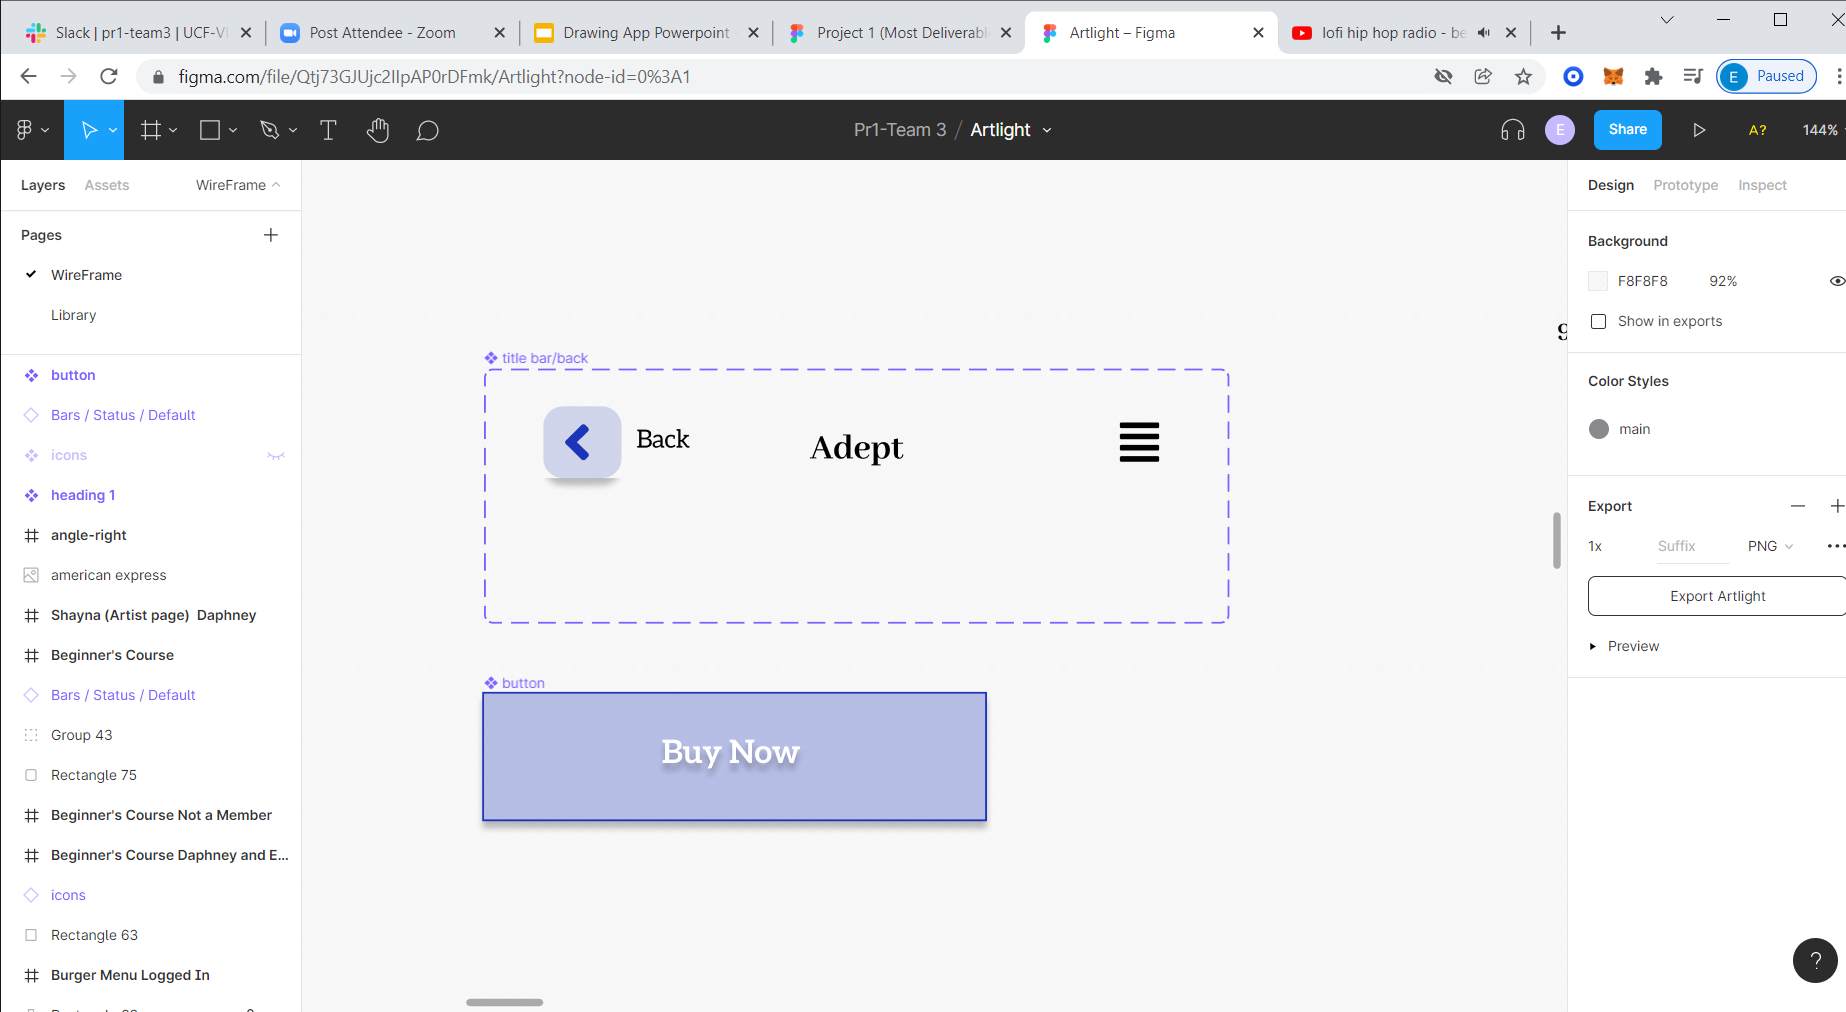 Slack | pr1-team3 | UCF-VI
Post Attendee - Zoom
Drawing App Powerpoint
Project 1 (Most Deliverabl
Artlight – Figma
lofi hip hop radio - be
figma.com/file/Qtj73GJUjc2IIpAP0rDFmk/Artlight?node-id=0%3A1
E Paused
Pr1-Team 3 / Artlight
E
Share
A?
144%
Layers Assets WireFrame
Design Prototype Inspect
Pages
WireFrame
Library
button
Bars / Status / Default
icons
heading 1
angle-right
american express
Shayna (Artist page)  Daphney
Beginner's Course
Bars / Status / Default
Group 43
Rectangle 75
Beginner's Course Not a Member
Beginner's Course Daphney and E...
icons
Rectangle 63
Burger Menu Logged In
title bar/back
Back
Adept
button
Buy Now
Background
F8F8F8 92%
Show in exports
Color Styles
main
Export
1x Suffix PNG
Export Artlight
Preview
?